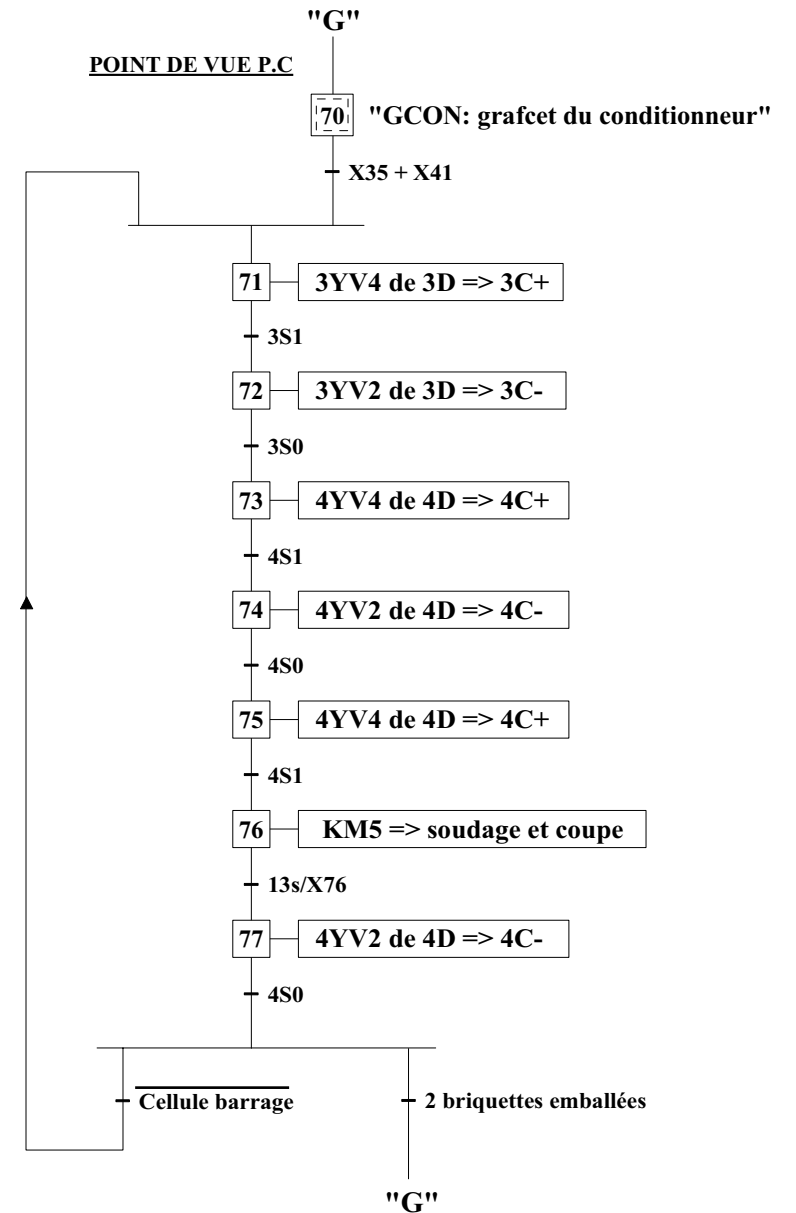 "G"
POINT DE VUE P.C
70 "GCON: grafcet du conditionneur"
X35 + X41
71 3YV4 de 3D => 3C+
3S1
72 3YV2 de 3D => 3C-
3S0
73 4YV4 de 4D => 4C+
4S1
74 4YV2 de 4D => 4C-
4S0
75 4YV4 de 4D => 4C+
4S1
76 KM5 => soudage et coupe
13s/X76
77 4YV2 de 4D => 4C-
4S0
Cellule barrage 2 briquettes emballées
"G"